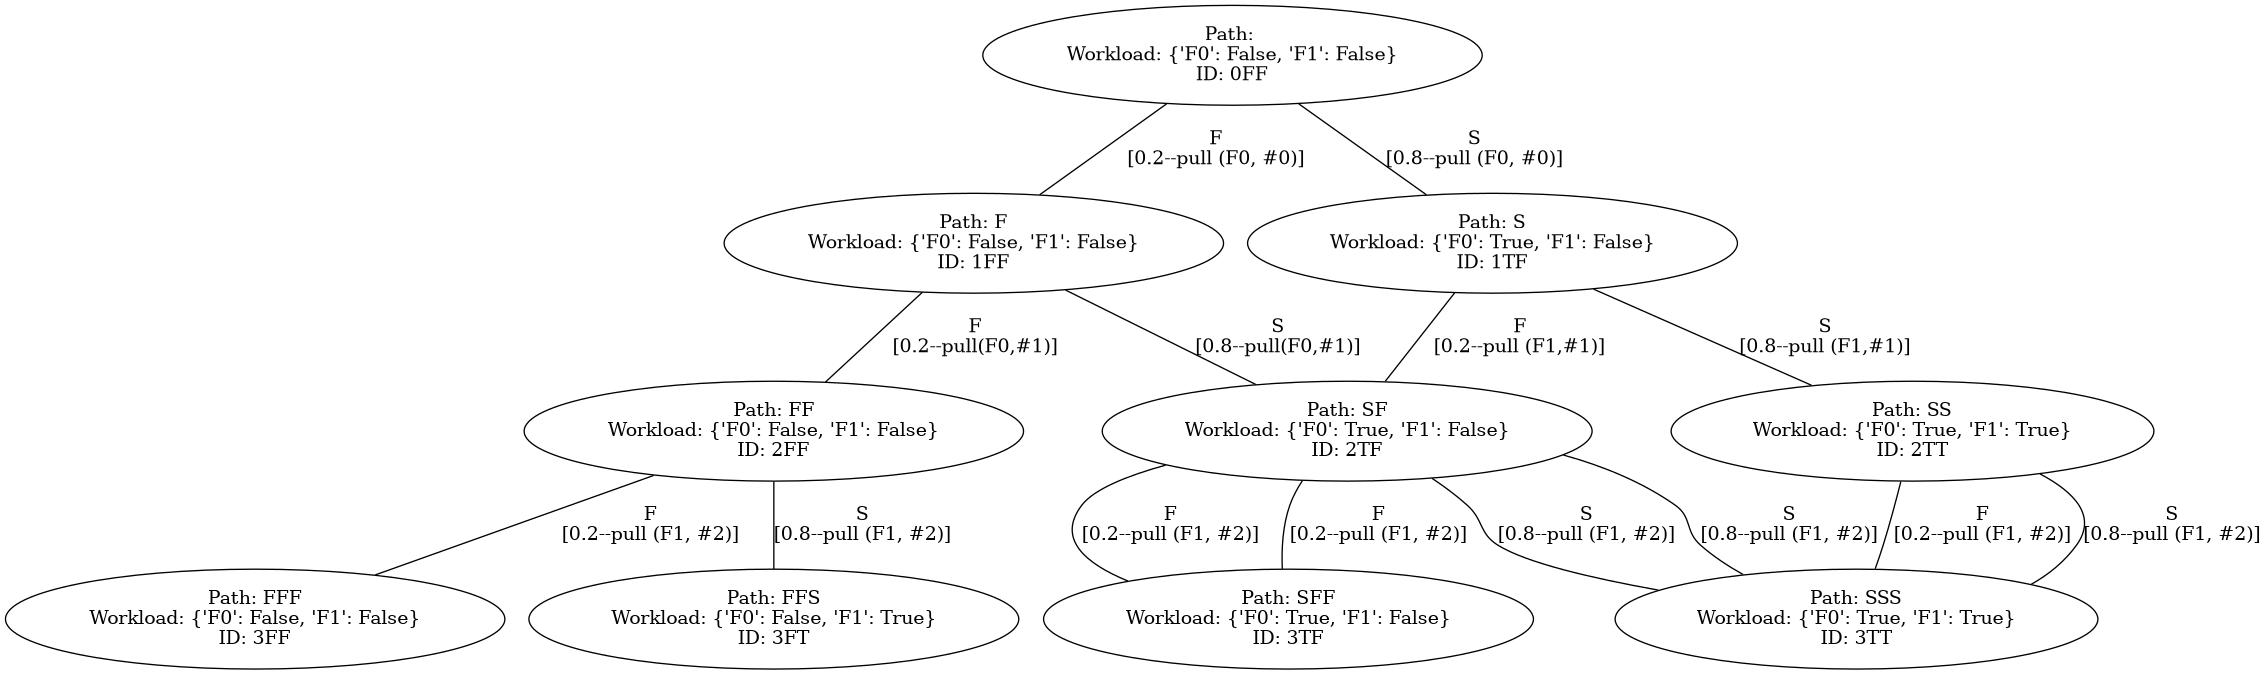 Path:
Workload: {'F0': False, 'F1': False}
ID: 0FF
F
[0.2--pull (F0, #0)]
S
[0.8--pull (F0, #0)]
Path: F
Workload: {'F0': False, 'F1': False}
ID: 1FF
Path: S
Workload: {'F0': True, 'F1': False}
ID: 1TF
F
[0.2--pull(F0,#1)]
S
[0.8--pull(F0,#1)]
F
[0.2--pull (F1,#1)]
S
[0.8--pull (F1,#1)]
Path: FF
Workload: {'F0': False, 'F1': False}
ID: 2FF
Path: SF
Workload: {'F0': True, 'F1': False}
ID: 2TF
Path: SS
Workload: {'F0': True, 'F1': True}
ID: 2TT
F
[0.2--pull (F1, #2)]
S
[0.8--pull (F1, #2)]
F
[0.2--pull (F1, #2)]
F
[0.2--pull (F1, #2)]
S
[0.8--pull (F1, #2)]
S
[0.8--pull (F1, #2)]
F
[0.2--pull (F1, #2)]
S
[0.8--pull (F1, #2)]
Path: FFF
Workload: {'F0': False, 'F1': False}
ID: 3FF
Path: FFS
Workload: {'F0': False, 'F1': True}
ID: 3FT
Path: SFF
Workload: {'F0': True, 'F1': False}
ID: 3TF
Path: SSS
Workload: {'F0': True, 'F1': True}
ID: 3TT